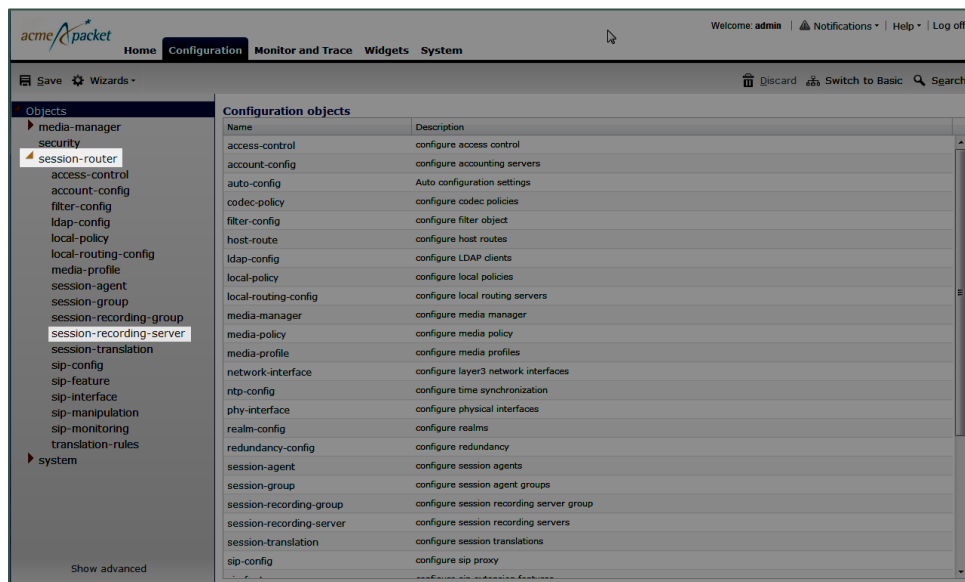 acme packet
Welcome: admin | Notifications | Help | Log off
Home Configuration Monitor and Trace Widgets System
Save Wizards Discard Switch to Basic Search
Objects
media-manager
security
session-router
access-control
account-config
filter-config
ldap-config
local-policy
local-routing-config
media-profile
session-agent
session-group
session-recording-group
session-recording-server
session-translation
sip-config
sip-feature
sip-interface
sip-manipulation
sip-monitoring
translation-rules
system
Show advanced
Configuration objects
Name Description
access-control configure access control
account-config configure accounting servers
auto-config Auto configuration settings
codec-policy configure codec policies
filter-config configure filter object
host-route configure host routes
ldap-config configure LDAP clients
local-policy configure local policies
local-routing-config configure local routing servers
media-manager configure media manager
media-policy configure media policy
media-profile configure media profiles
network-interface configure layer3 network interfaces
ntp-config configure time synchronization
phy-interface configure physical interfaces
realm-config configure realms
redundancy-config configure redundancy
session-agent configure session agents
session-group configure session agent groups
session-recording-group configure session recording server group
session-recording-server configure session recording servers
session-translation configure session translations
sip-config configure sip proxy